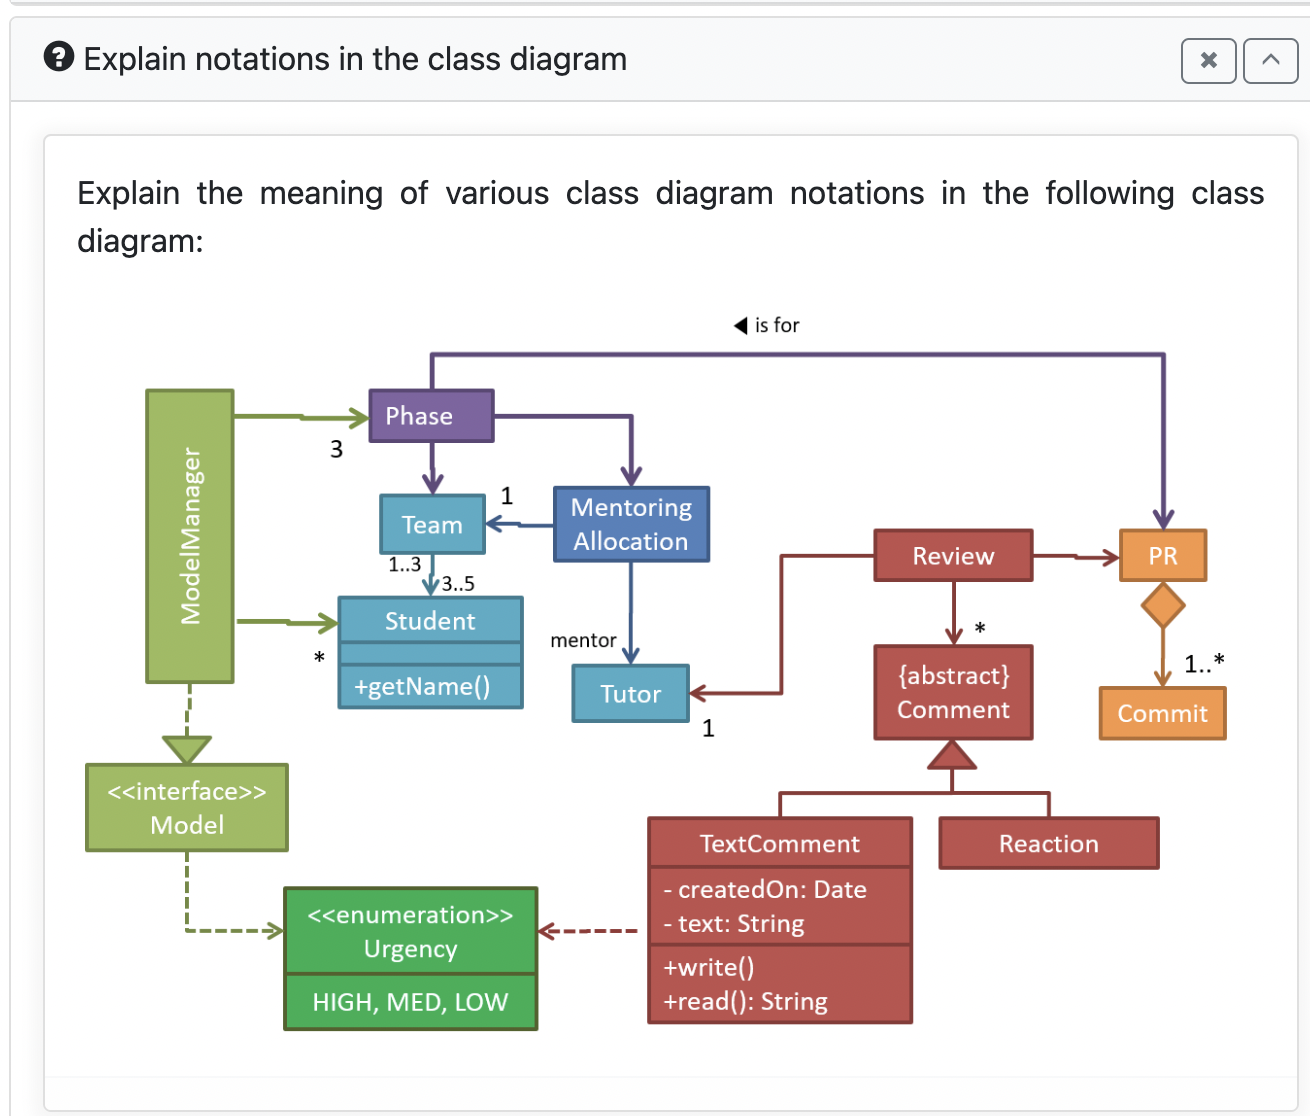 Explain notations in the class diagram
Explain the meaning of various class diagram notations in the following class
diagram:
◀ is for
ModelManager
3
Phase
Team
1
Mentoring
Allocation
1..3
3..5
Student
+getName()
*
mentor
Tutor
1
Review
PR
*
{abstract}
Comment
1..*
Commit
<<interface>>
Model
<<enumeration>>
Urgency
HIGH, MED, LOW
TextComment
- createdOn: Date
- text: String
+write()
+read(): String
Reaction